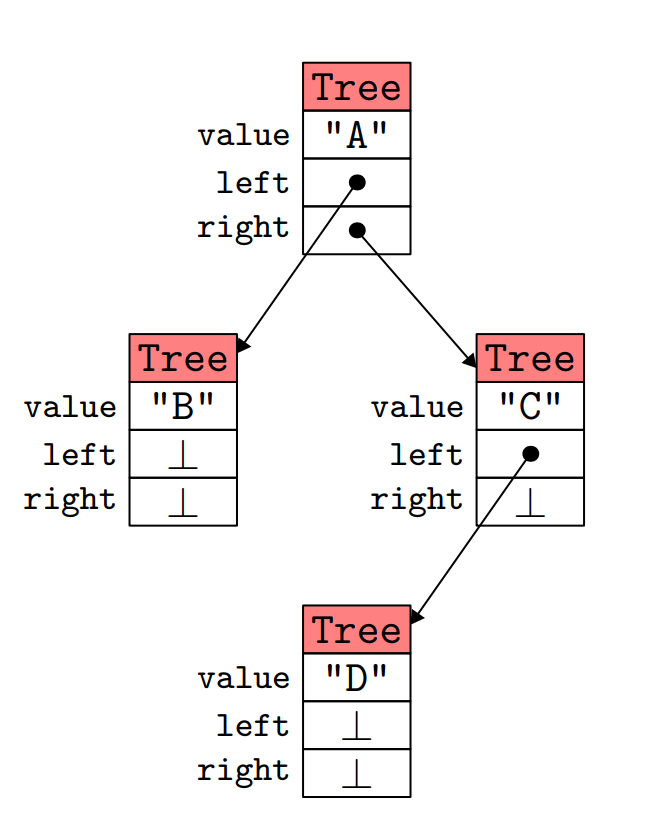 Tree
value "A"
left
right
Tree
value "B"
left ⊥
right ⊥
Tree
value "C"
left
right ⊥
Tree
value "D"
left ⊥
right ⊥